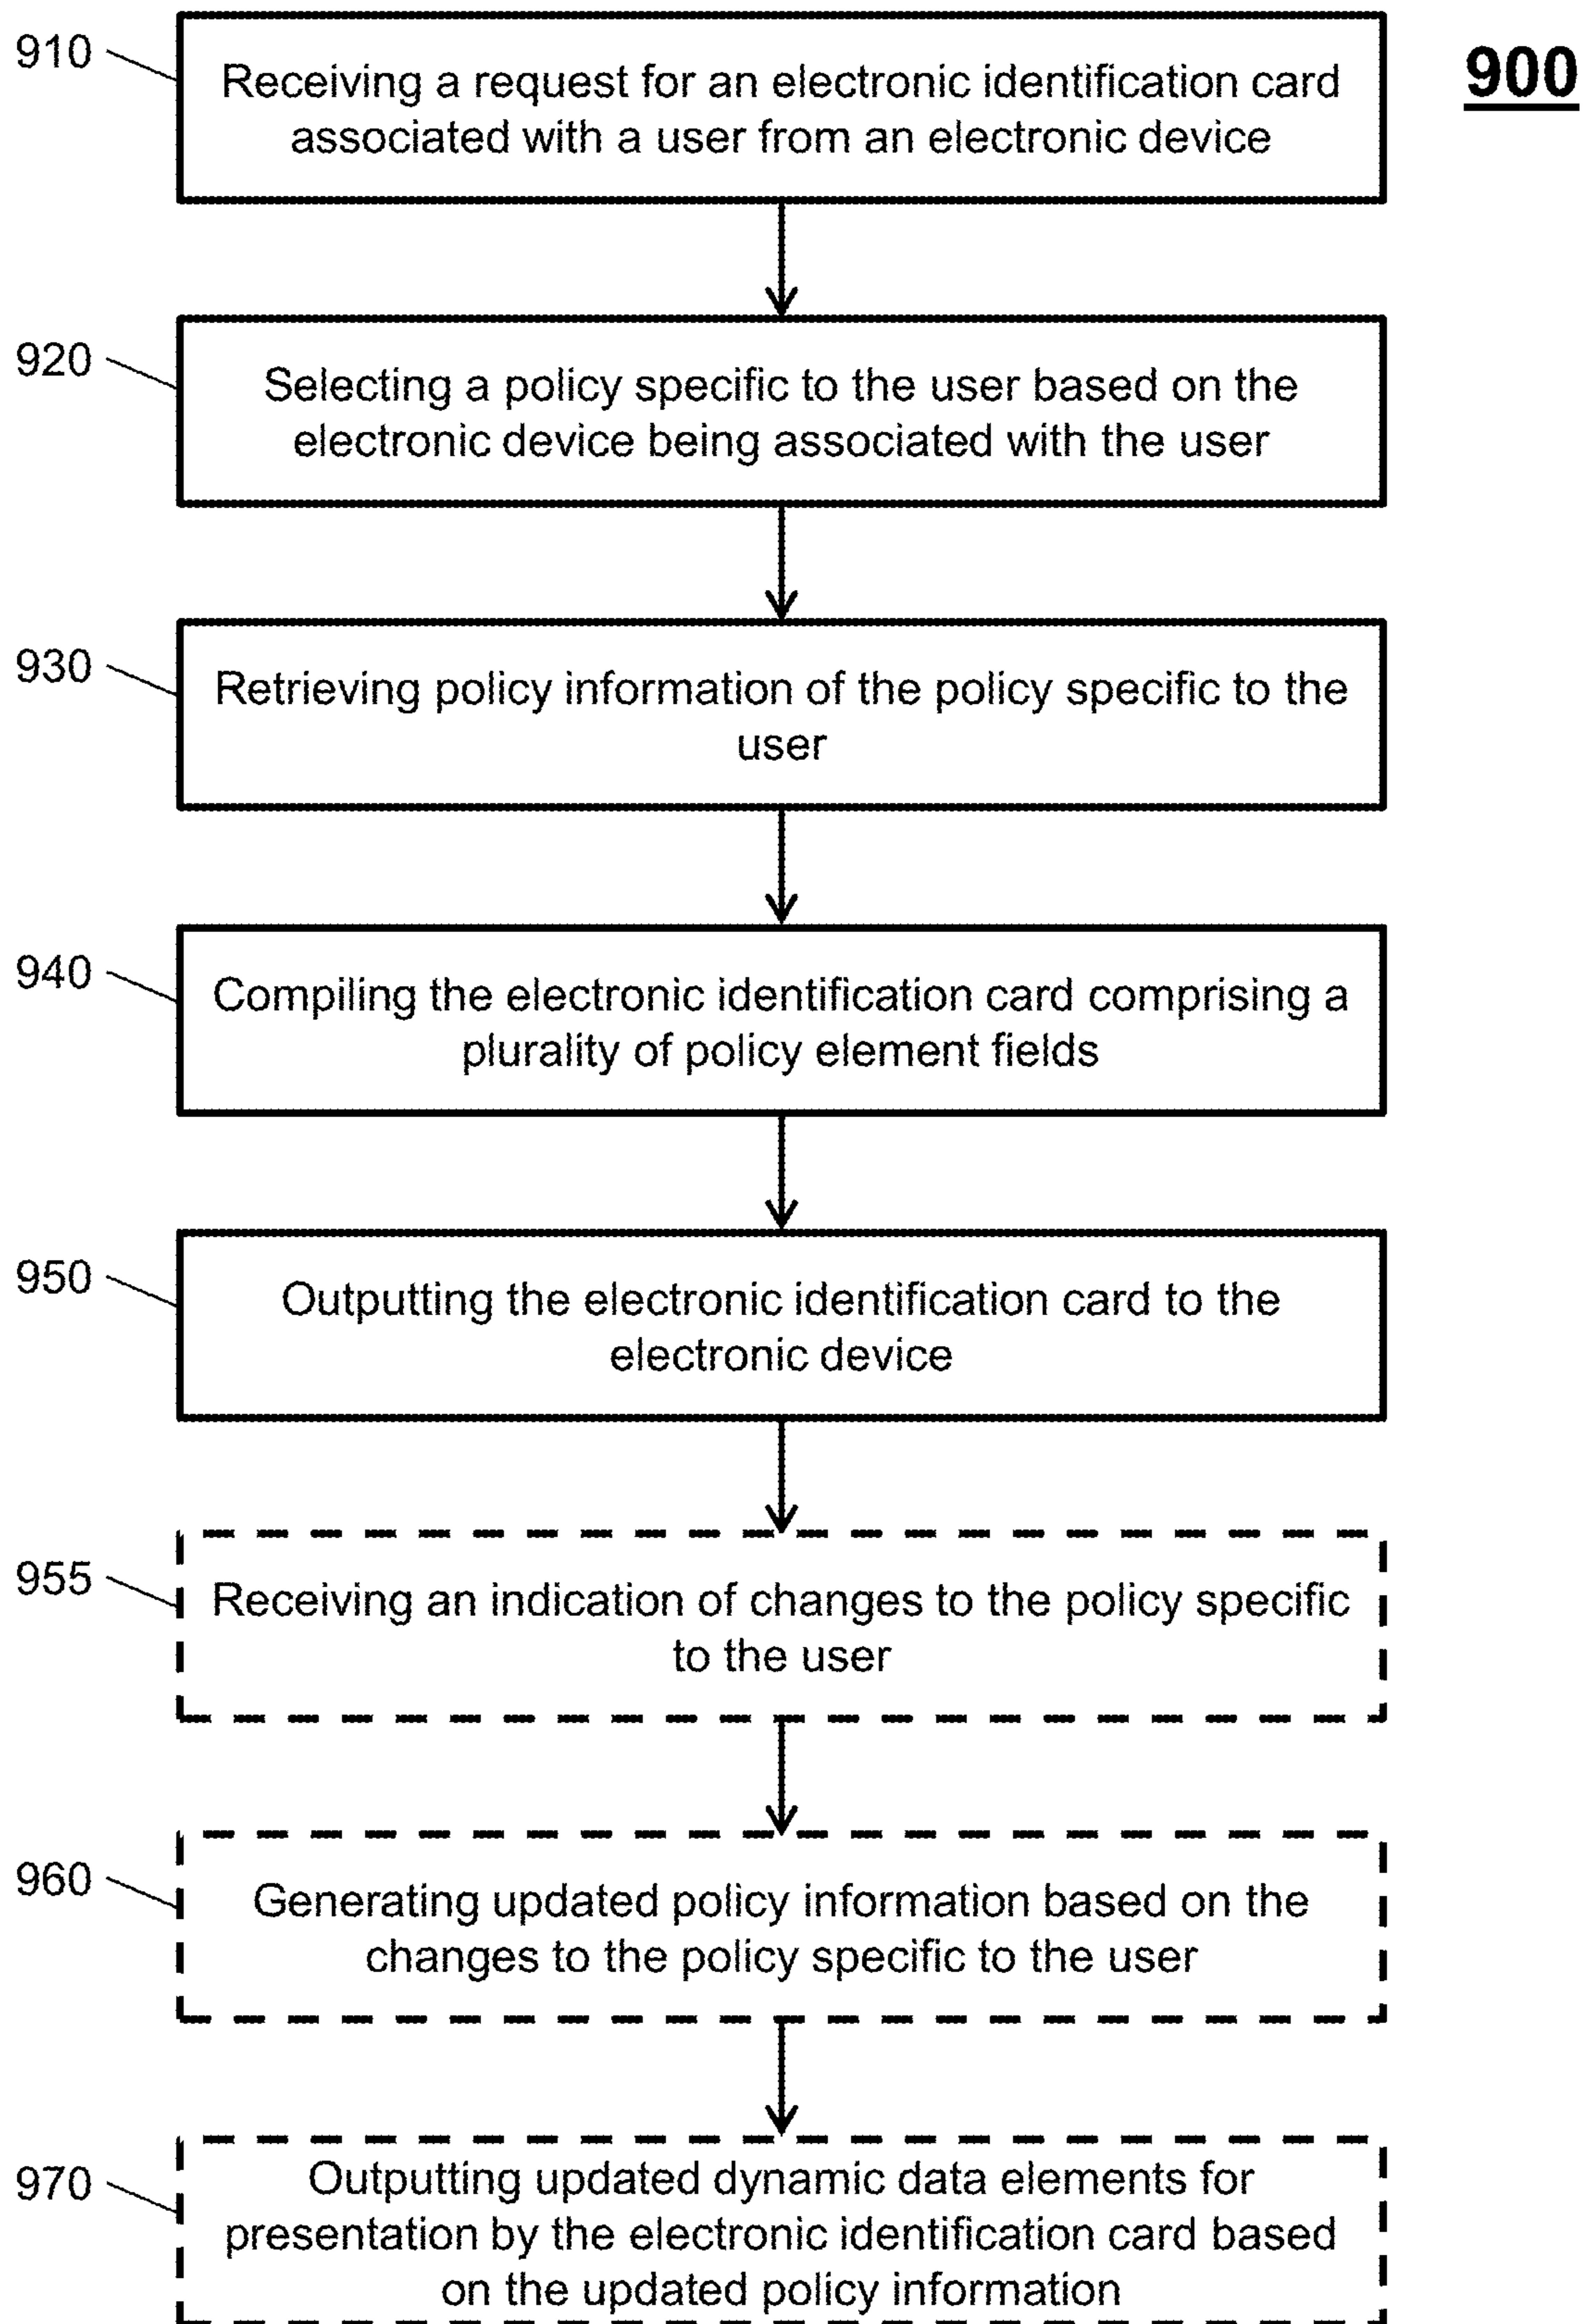 900
910
Receiving a request for an electronic identification card
associated with a user from an electronic device
920
Selecting a policy specific to the user based on the
electronic device being associated with the user
930
Retrieving policy information of the policy specific to the
user
940
Compiling the electronic identification card comprising a
plurality of policy element fields
950
Outputting the electronic identification card to the
electronic device
955
Receiving an indication of changes to the policy specific
to the user
960
Generating updated policy information based on the
changes to the policy specific to the user
970
Outputting updated dynamic data elements for
presentation by the electronic identification card based
on the updated policy information